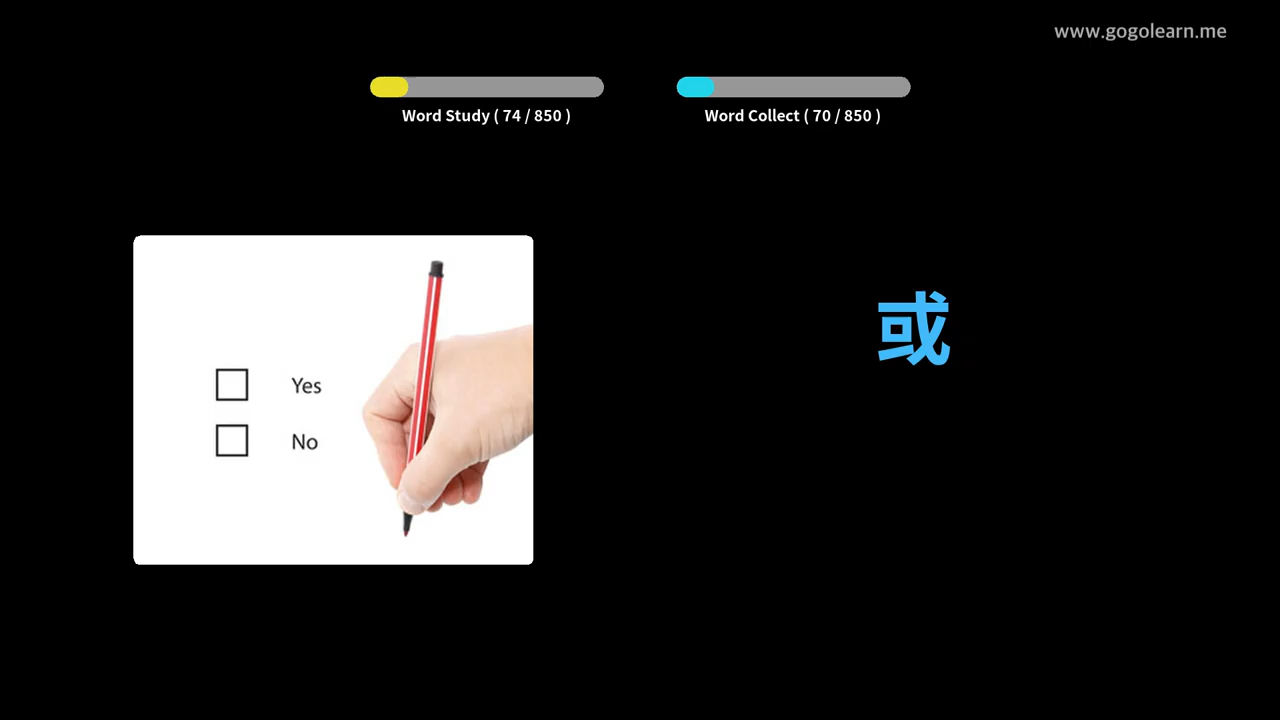 www.gogolearn.me
Word Study ( 74 / 850 )
Word Collect ( 70 / 850 )
或
Yes
No